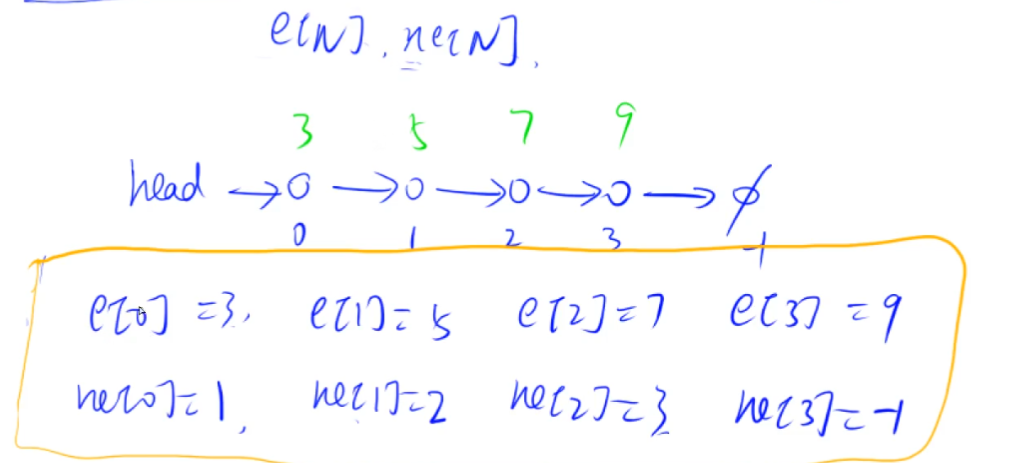 e[N], ne[N].
3 5 7 9
head → o → o → o → o → ∅
0 1 2 3 -1
e[0]=3, e[1]=5 e[2]=7 e[3]=9
ne[0]=1, ne[1]=2 ne[2]=3 ne[3]=-1